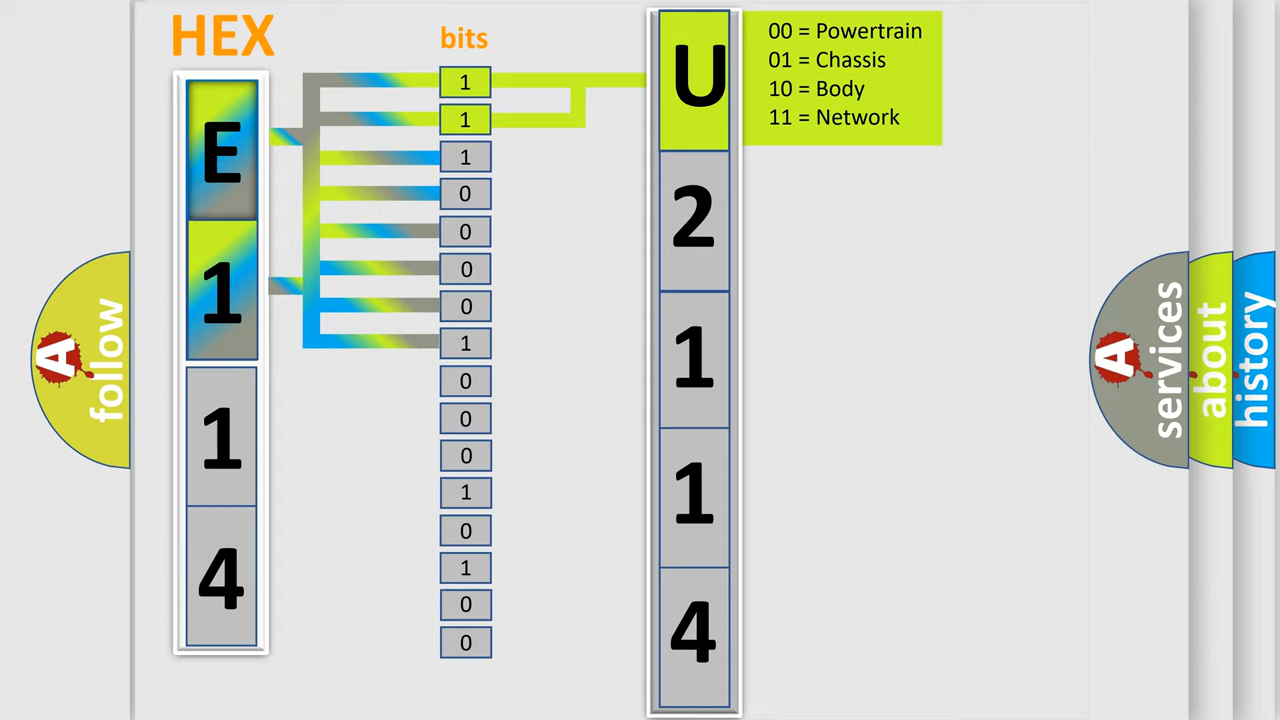 HEX
bits
E
1
1
4
1
1
1
0
0
0
0
1
0
0
0
1
0
1
0
0
U
2
1
1
4
00 = Powertrain
01 = Chassis
10 = Body
11 = Network
A
follow
A
services
about
history